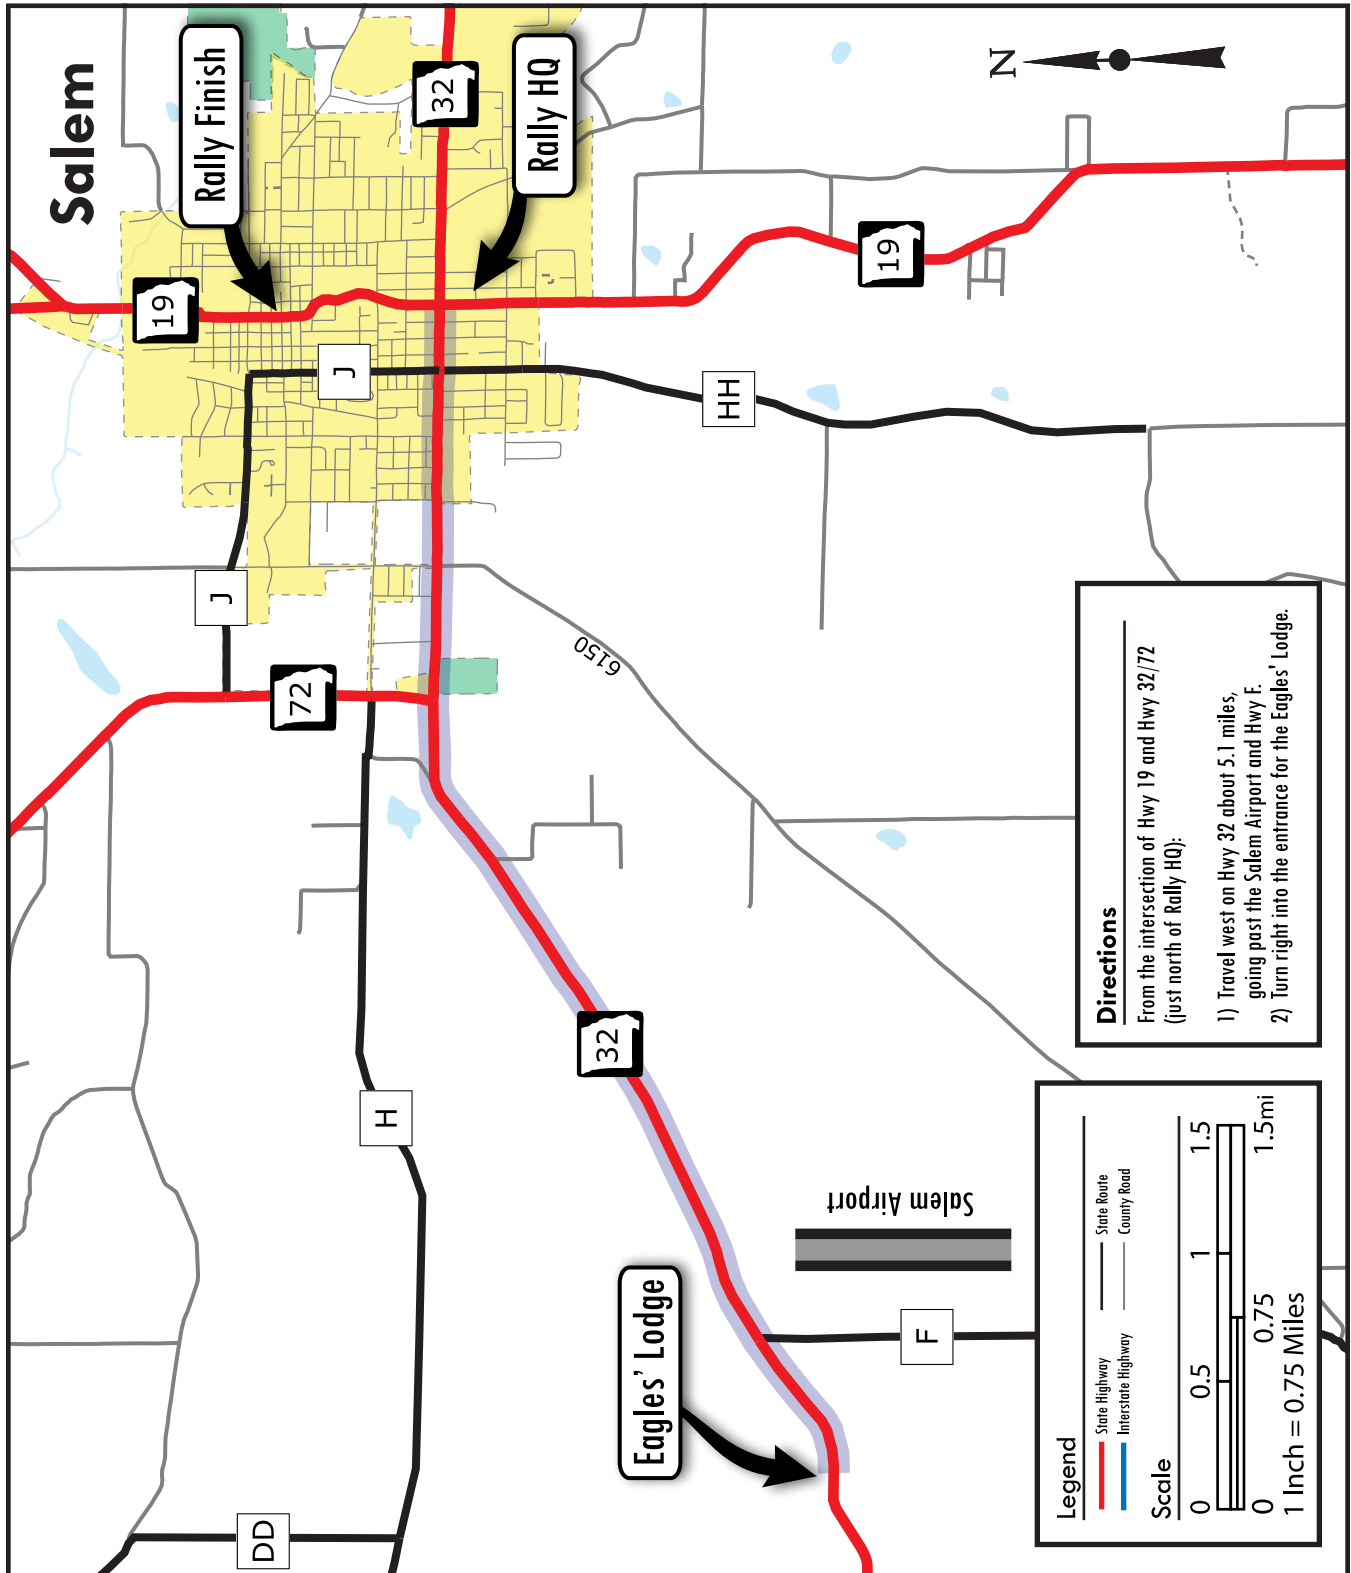 Salem
Rally Finish
Rally HQ
N
32
19
19
J
J
HH
72
6150
H
32
Salem Airport
Eagles' Lodge
F
DD
Directions
From the intersection of Hwy 19 and Hwy 32/72
(just north of Rally HQ):
1) Travel west on Hwy 32 about 5.1 miles,
going past the Salem Airport and Hwy F.
2) Turn right into the entrance for the Eagles' Lodge.
Legend
State Highway
State Route
Interstate Highway
County Road
Scale
0 0.5 1 1.5
0 0.75 1.5mi
1 Inch = 0.75 Miles